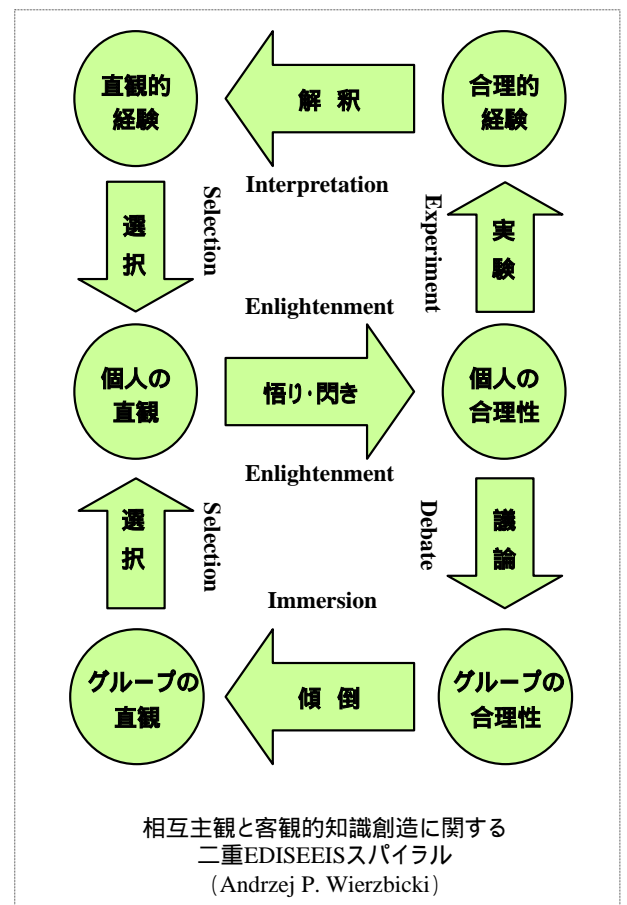 直観的
経験
解 釈
合理的
経験
Interpretation
選
択
Selection
Experiment
実
験
Enlightenment
個人の
直観
悟り・閃き
個人の
合理性
Enlightenment
選
択
Selection
Debate
議
論
Immersion
グループの
直観
傾 倒
グループの
合理性
相互主観と客観的知識創造に関する
二重EDISEEISスパイラル
(Andrzej P. Wierzbicki)